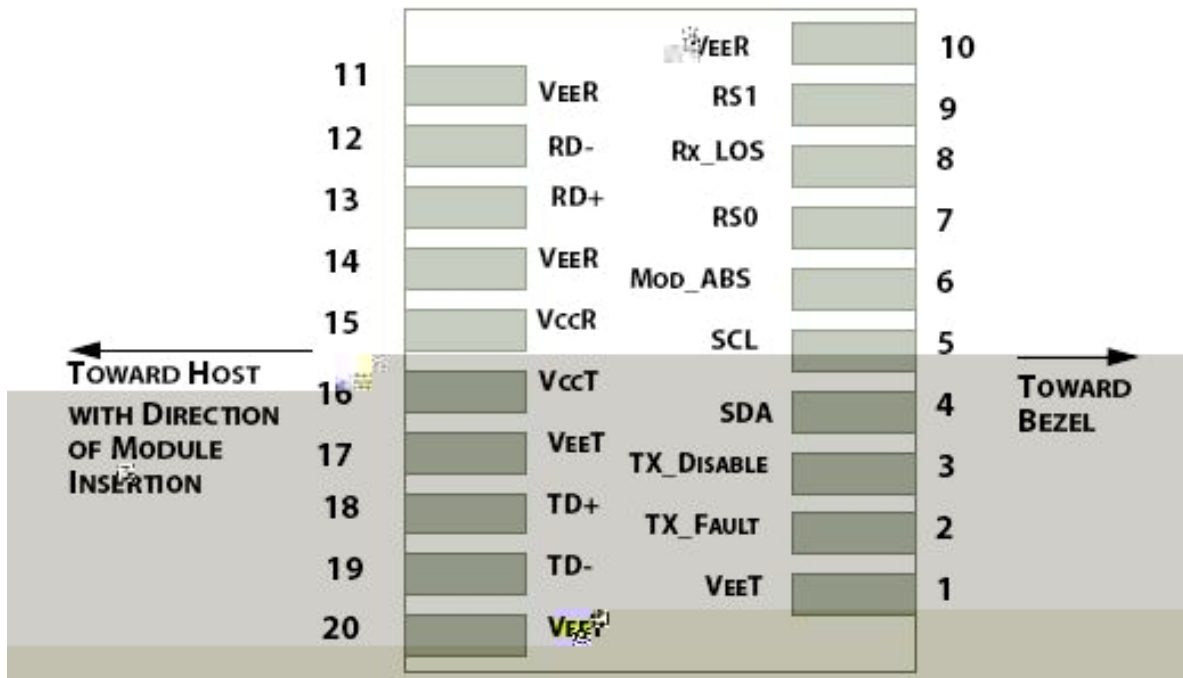 VEER 10
11 VEER RS1 9
12 RD- RX_LOS 8
13 RD+ RS0 7
14 VEER MOD_ABS 6
15 VCCR SCL 5
TOWARD HOST
WITH DIRECTION
OF MODULE
INSERTION
16 VCCT SDA 4
TOWARD
BEZEL
17 VEET TX_DISABLE 3
18 TD+ TX_FAULT 2
19 TD- VEET 1
20 VEET